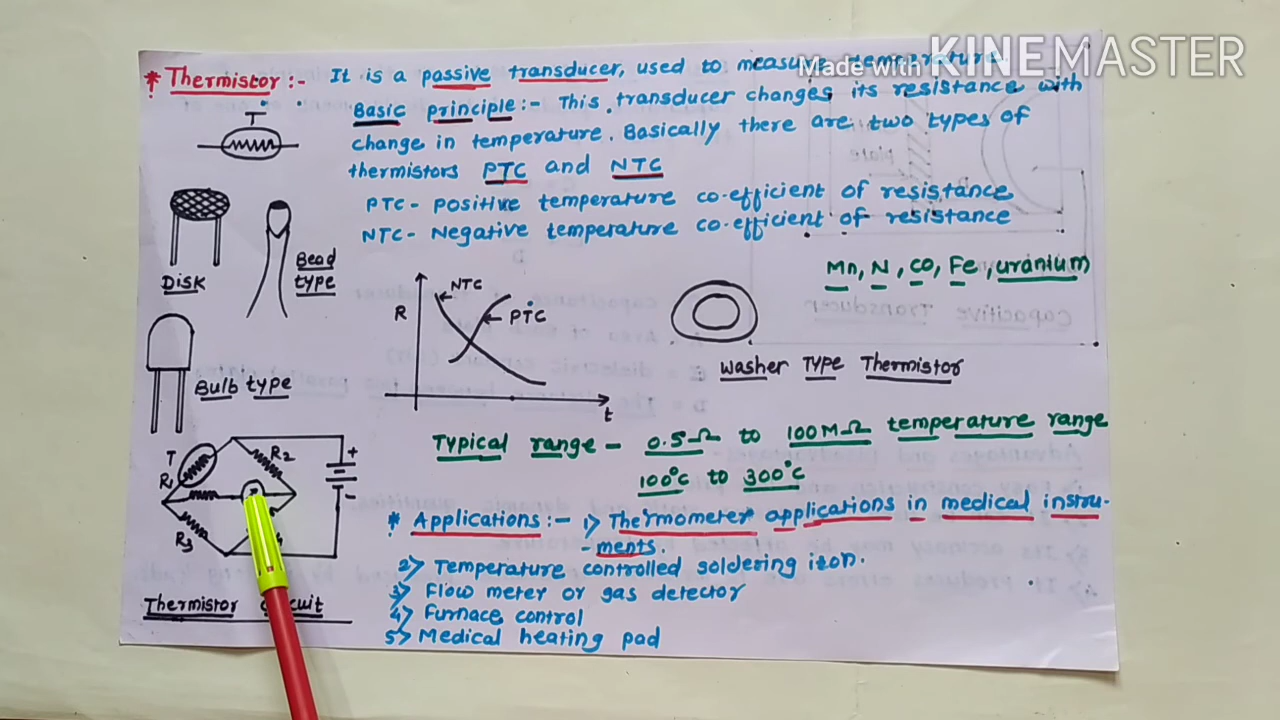 Made with KINEMASTER
* Thermistor :- It is a passive transducer, used to measure temperature.
Basic principle :- This transducer changes its resistance with
change in temperature. Basically there are two types of
thermistors PTC and NTC
PTC - positive temperature co-efficient of resistance
NTC - Negative temperature co-efficient of resistance
T
Disk
Bead
type
Bulb type
Mn, N, Co, Fe, uranium
R
NTC
PTC
t
Washer Type Thermistor
Typical range - 0.5Ω to 100MΩ temperature range
100°C to 300°C
T
R1
R2
R3
+
-
Thermistor
* Applications :- 1> Thermometer applications in medical instru-
-ments.
2> Temperature controlled soldering iron.
3> Flow meter or gas detector
4> Furnace control
5> Medical heating pad